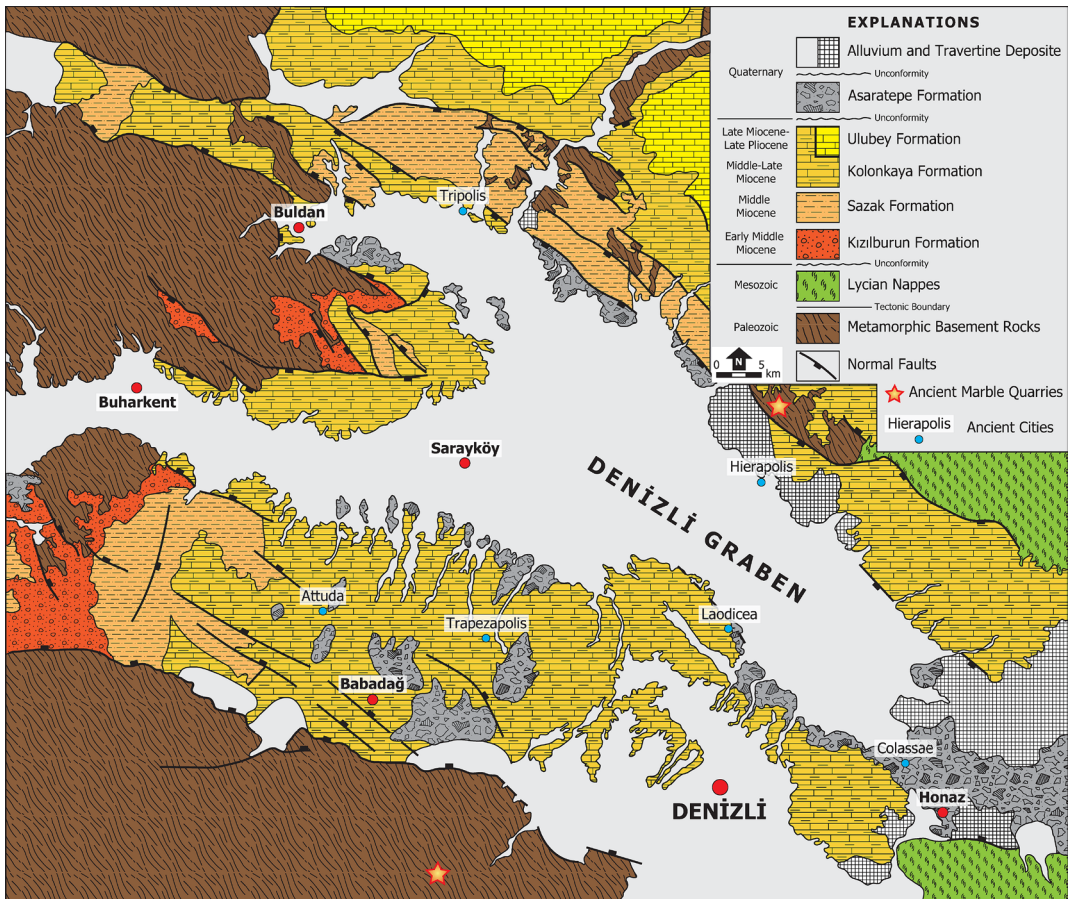 EXPLANATIONS
Alluvium and Travertine Deposite
Quaternary
Unconformity
Asaratepe Formation
Unconformity
Late Miocene-
Late Pliocene
Ulubey Formation
Middle-Late
Miocene
Kolonkaya Formation
Middle
Miocene
Sazak Formation
Early Middle
Miocene
Kızılburun Formation
Unconformity
Mesozoic
Lycian Nappes
Tectonic Boundary
Paleozoic
Metamorphic Basement Rocks
N
0 5
km
Normal Faults
Ancient Marble Quarries
Hierapolis
Ancient Cities
Tripolis
Buldan
Buharkent
Sarayköy
Hierapolis
DENİZLİ GRABEN
Attuda
Trapezapolis
Laodicea
Babadağ
Colassae
Honaz
DENİZLİ